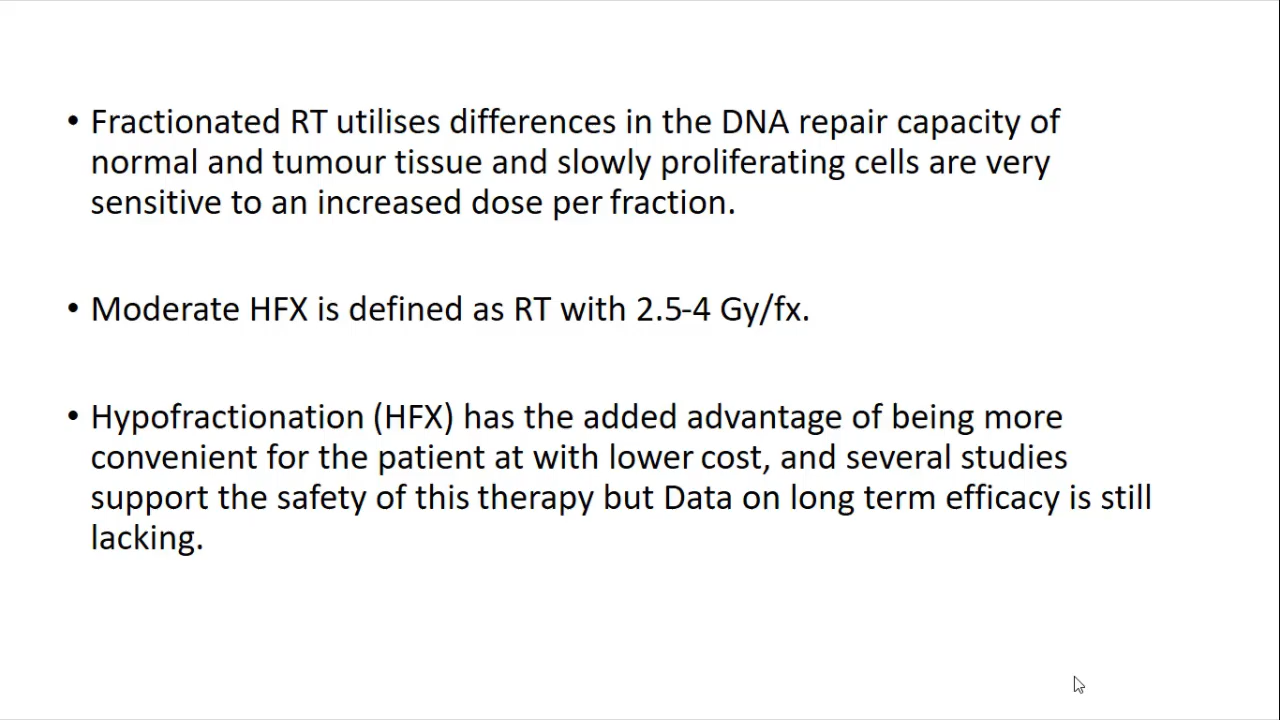 • Fractionated RT utilises differences in the DNA repair capacity of
normal and tumour tissue and slowly proliferating cells are very
sensitive to an increased dose per fraction.
• Moderate HFX is defined as RT with 2.5-4 Gy/fx.
• Hypofractionation (HFX) has the added advantage of being more
convenient for the patient at with lower cost, and several studies
support the safety of this therapy but Data on long term efficacy is still
lacking.